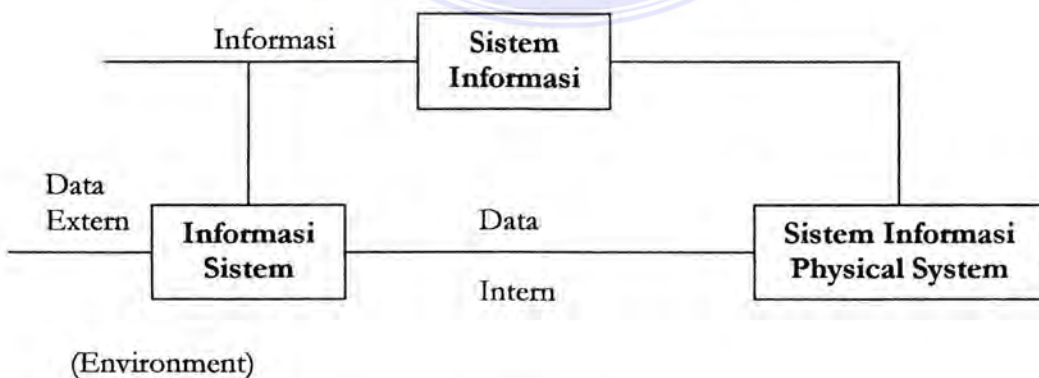 Informasi
Sistem
Informasi
Data
Extern
Informasi
Sistem
Data
Intern
Sistem Informasi
Physical System
(Environment)